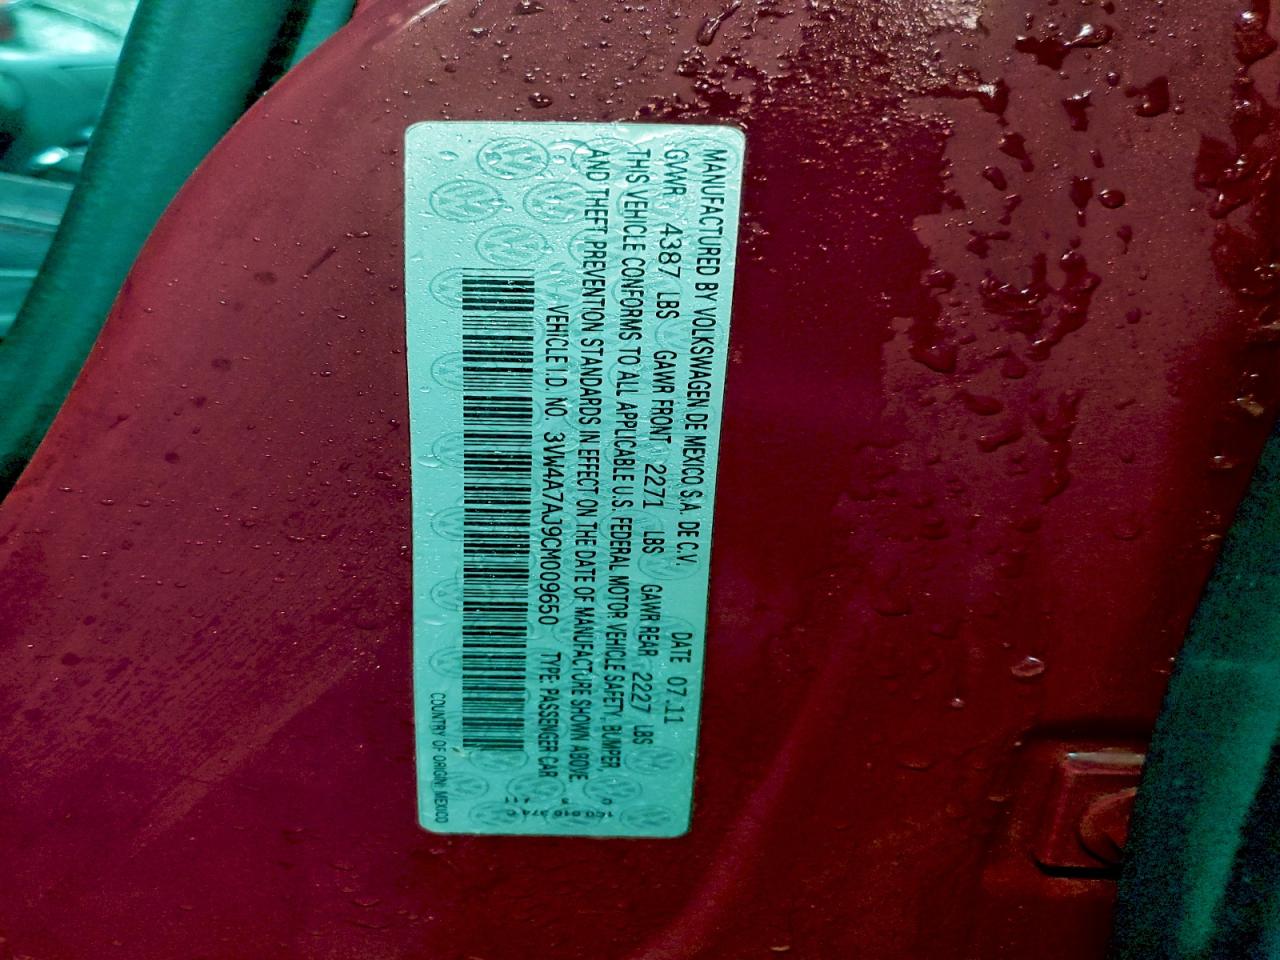 MANUFACTURED BY VOLKSWAGEN DE MEXICO S.A. DE C.V. DATE 07.11
GVWR 4387 LBS GAWR FRONT 2271 LBS GAWR REAR 2227 LBS
THIS VEHICLE CONFORMS TO ALL APPLICABLE U.S. FEDERAL MOTOR VEHICLE SAFETY, BUMPER,
AND THEFT PREVENTION STANDARDS IN EFFECT ON THE DATE OF MANUFACTURE SHOWN ABOVE.
VEHICLE I.D. NO. 3VW4A7AJ9CM009650 TYPE: PASSENGER CAR
COUNTRY OF ORIGIN: MEXICO